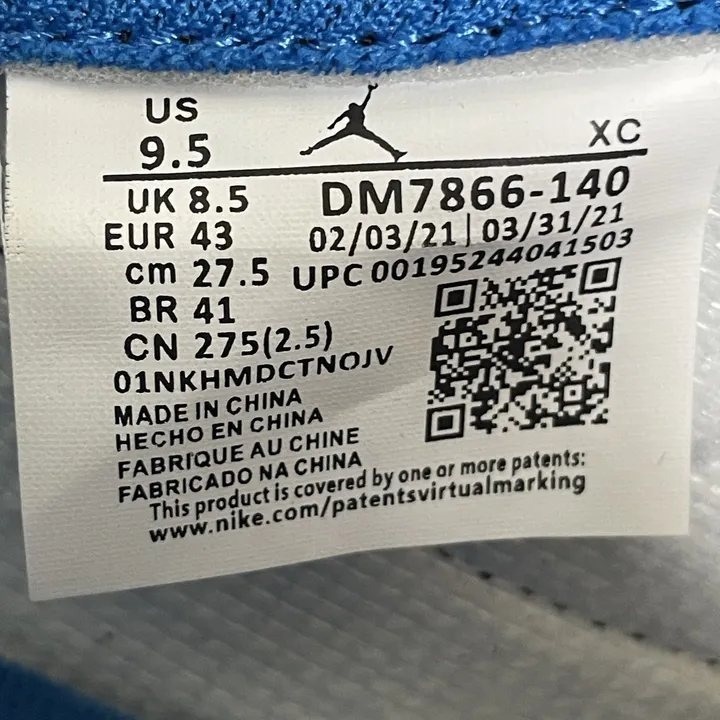 US
9.5
XC
UK 8.5
DM7866-140
EUR 43
02/03/21 | 03/31/21
cm 27.5
UPC 00195244041503
BR 41
CN 275(2.5)
01NKHMDCTNOJV
MADE IN CHINA
HECHO EN CHINA
FABRIQUE AU CHINE
FABRICADO NA CHINA
This product is covered by one or more patents:
www.nike.com/patentsvirtualmarking